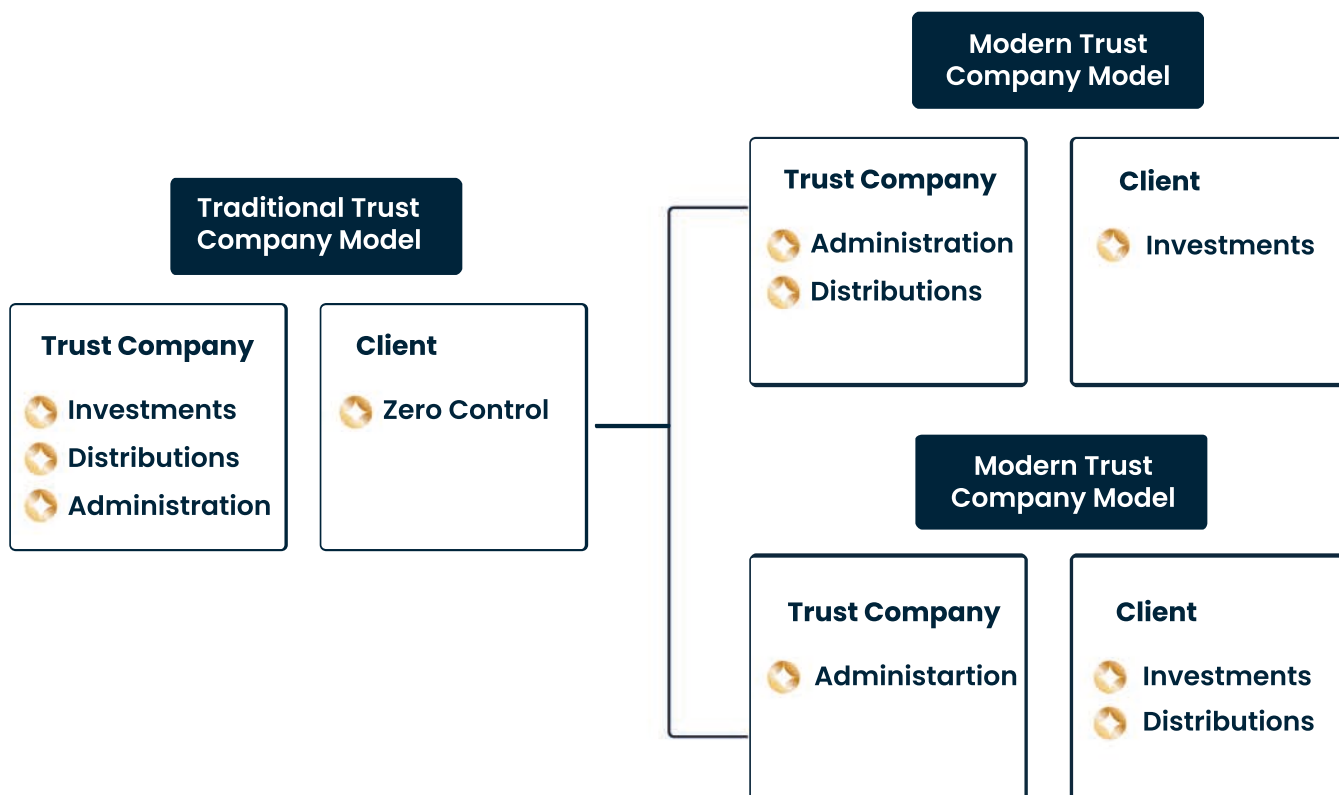 Traditional Trust
Company Model
Trust Company
Investments
Distributions
Administration
Client
Zero Control
Modern Trust
Company Model
Trust Company
Administration
Distributions
Client
Investments
Modern Trust
Company Model
Trust Company
Administartion
Client
Investments
Distributions